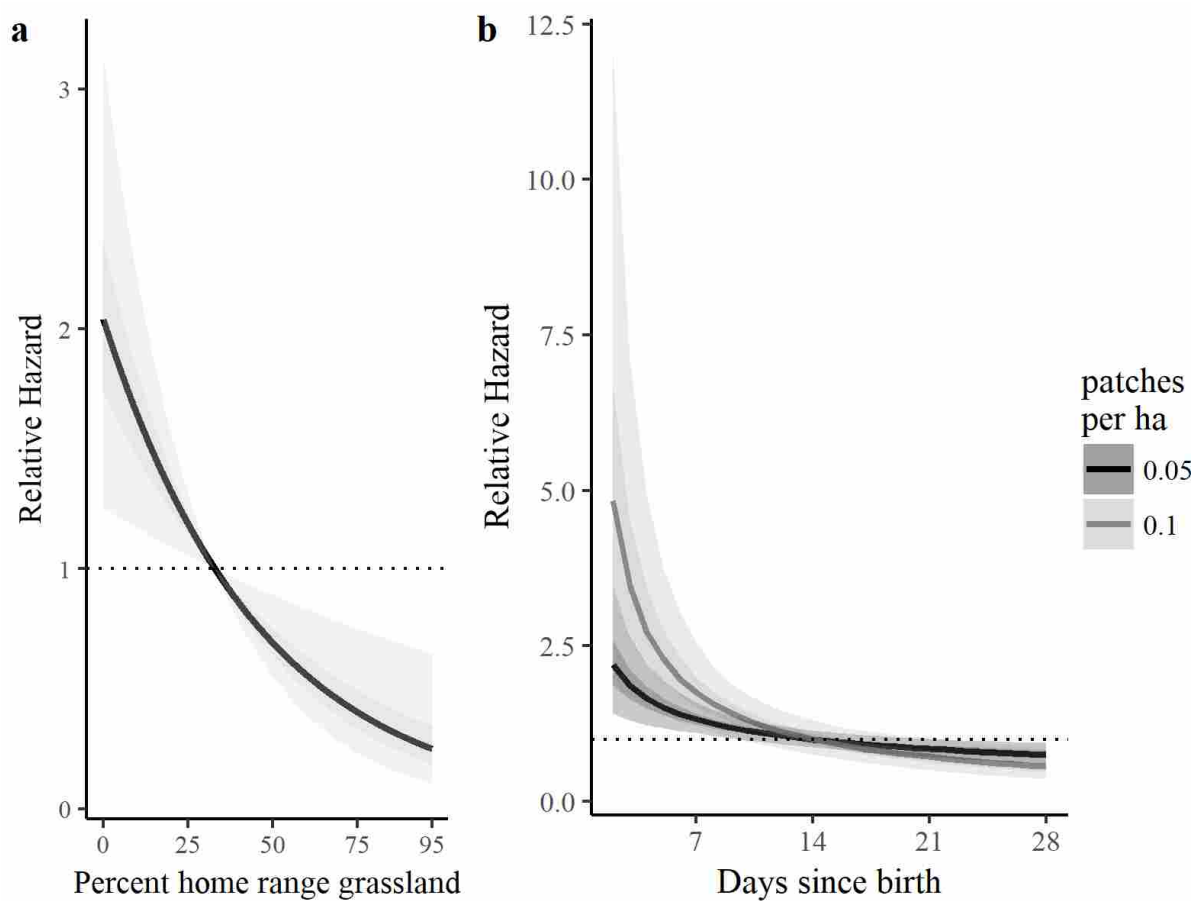 a
3
2
1
0
Relative Hazard
0
25
50
75
95
Percent home range grassland
b
12.5
10.0
7.5
5.0
2.5
0.0
Relative Hazard
7
14
21
28
Days since birth
patches
per ha
0.05
0.1